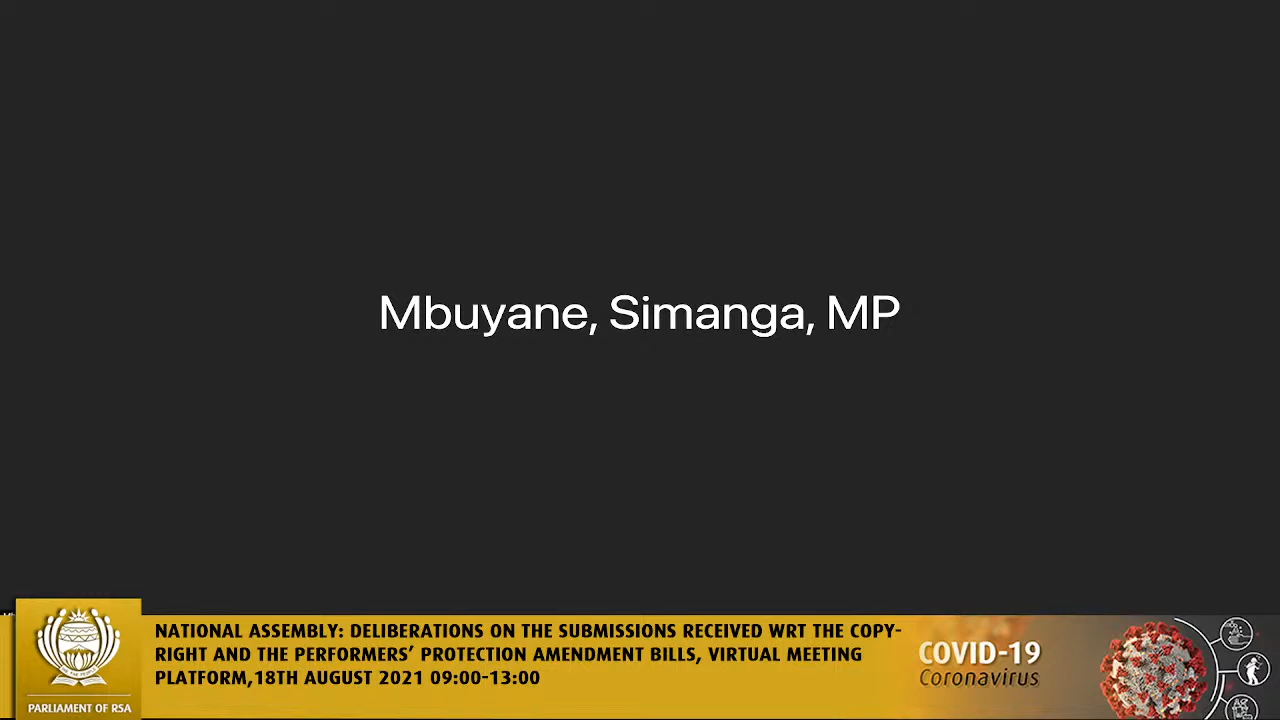 Mbuyane, Simanga, MP
NATIONAL ASSEMBLY: DELIBERATIONS ON THE SUBMISSIONS RECEIVED WRT THE COPY-
RIGHT AND THE PERFORMERS' PROTECTION AMENDMENT BILLS, VIRTUAL MEETING
PLATFORM,18TH AUGUST 2021 09:00-13:00
COVID-19
Coronavirus
PARLIAMENT OF RSA